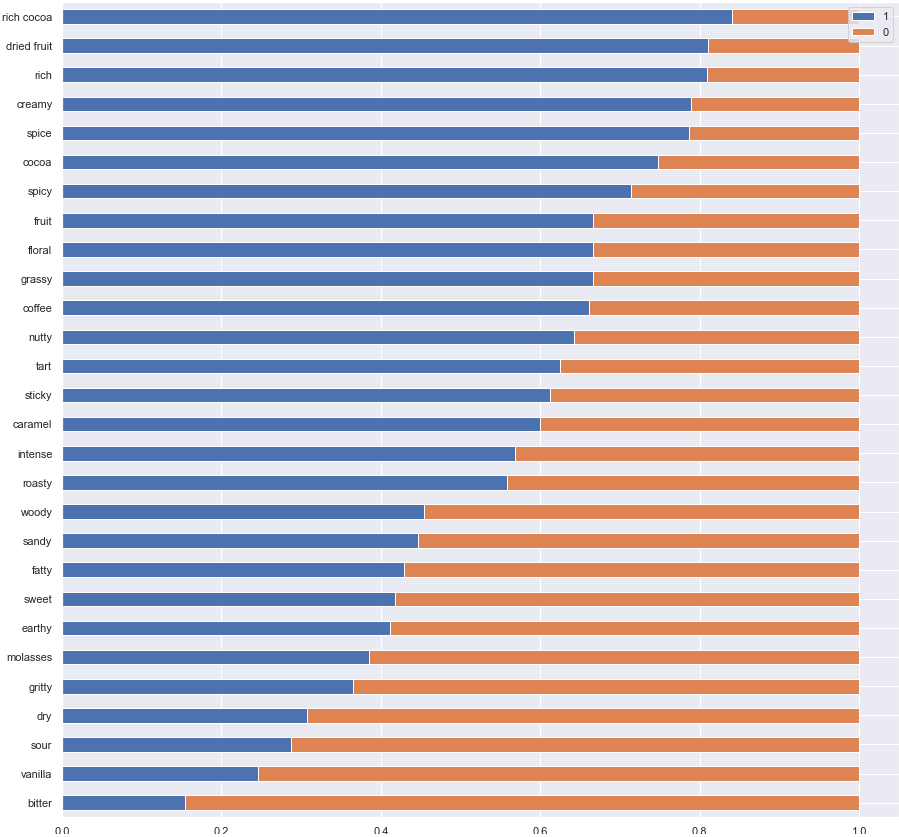 rich cocoa
1
dried fruit
0
rich
creamy
spice
cocoa
spicy
fruit
floral
grassy
coffee
nutty
tart
sticky
caramel
intense
roasty
woody
sandy
fatty
sweet
earthy
molasses
gritty
dry
sour
vanilla
bitter
0.0 0.2 0.4 0.6 0.8 1.0